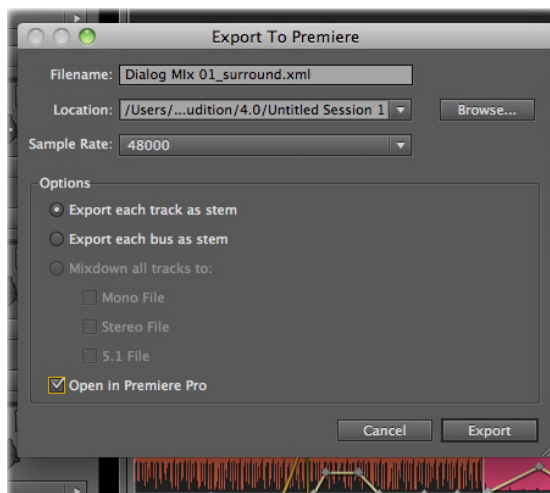 Export To Premiere
Filename: Dialog MIx 01_surround.xml
Location: /Users/...udition/4.0/Untitled Session 1 Browse...
Sample Rate: 48000
Options
Export each track as stem
Export each bus as stem
Mixdown all tracks to:
Mono File
Stereo File
5.1 File
Open in Premiere Pro
Cancel Export